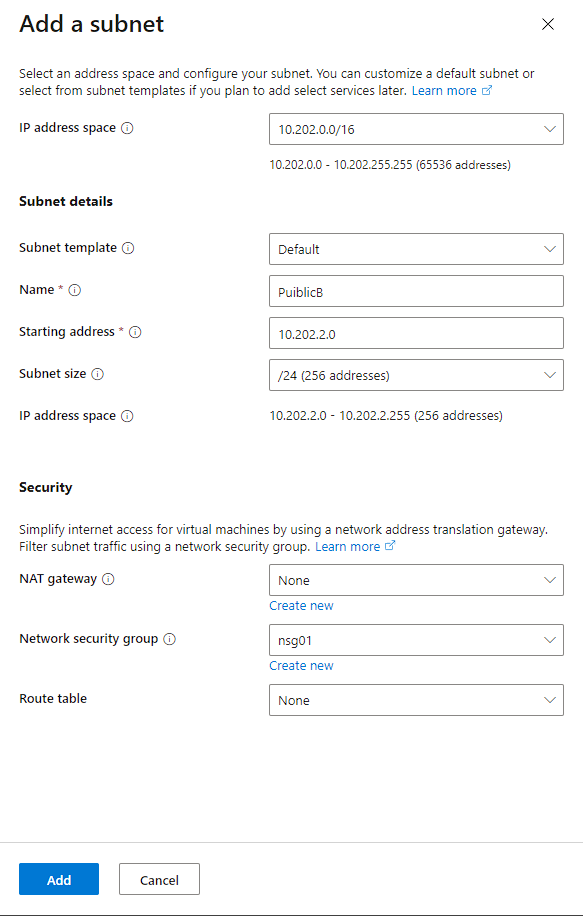 Add a subnet
Select an address space and configure your subnet. You can customize a default subnet or
select from subnet templates if you plan to add select services later. Learn more
IP address space
10.202.0.0/16
10.202.0.0 - 10.202.255.255 (65536 addresses)
Subnet details
Subnet template
Default
Name *
PuiblicB
Starting address *
10.202.2.0
Subnet size
/24 (256 addresses)
IP address space
10.202.2.0 - 10.202.2.255 (256 addresses)
Security
Simplify internet access for virtual machines by using a network address translation gateway.
Filter subnet traffic using a network security group. Learn more
NAT gateway
None
Create new
Network security group
nsg01
Create new
Route table
None
Add
Cancel